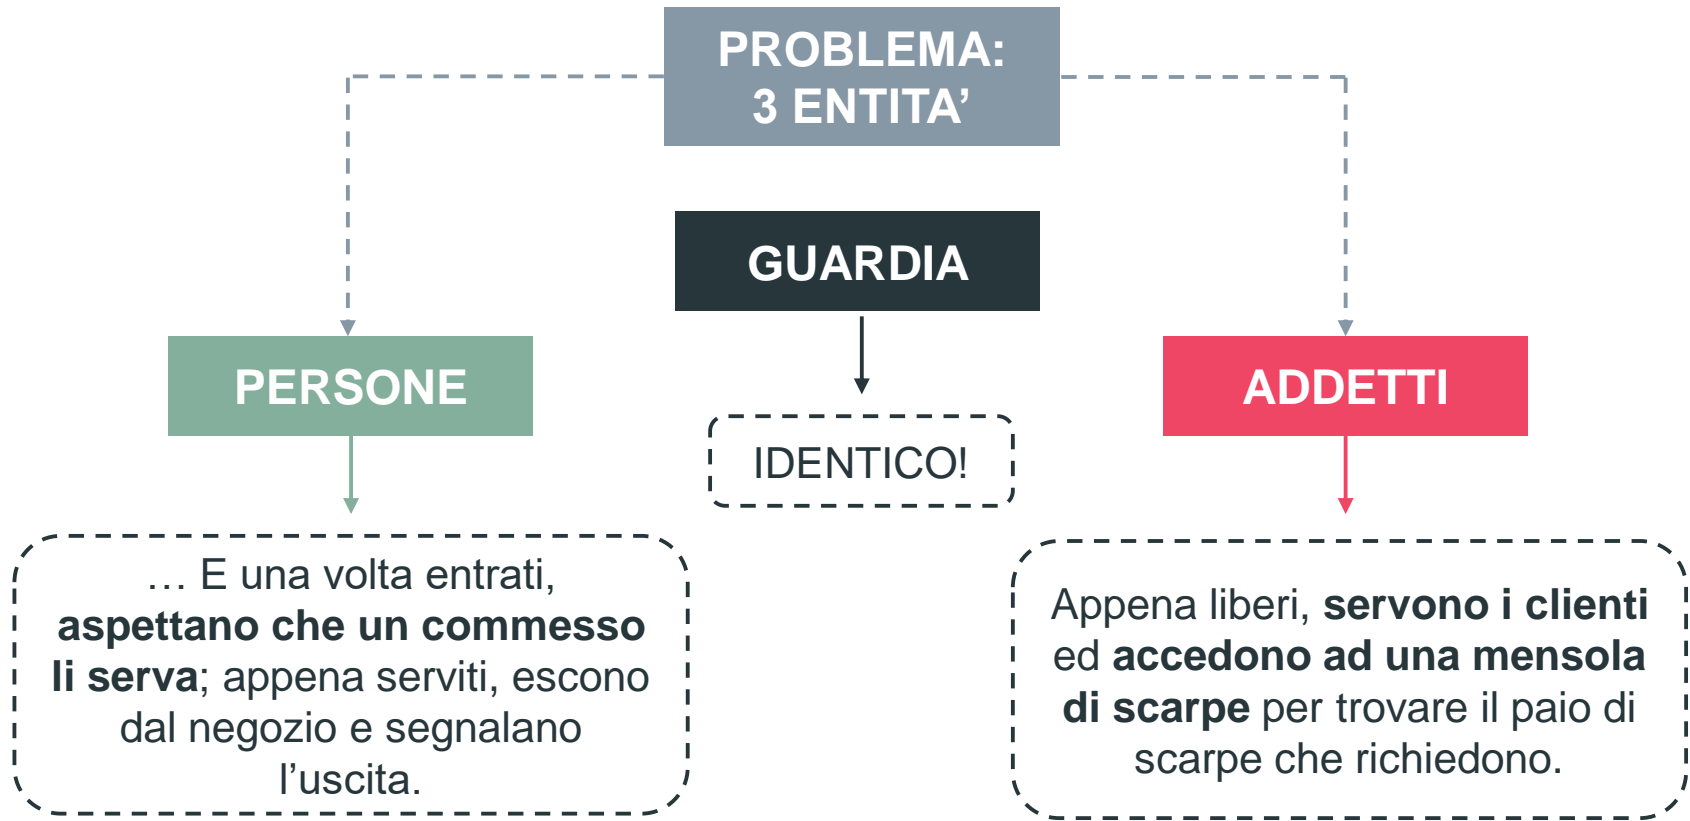 PROBLEMA:
3 ENTITA’
GUARDIA
PERSONE
ADDETTI
IDENTICO!
… E una volta entrati,
aspettano che un commesso
li serva; appena serviti, escono
dal negozio e segnalano
l’uscita.
Appena liberi, servono i clienti
ed accedono ad una mensola
di scarpe per trovare il paio di
scarpe che richiedono.